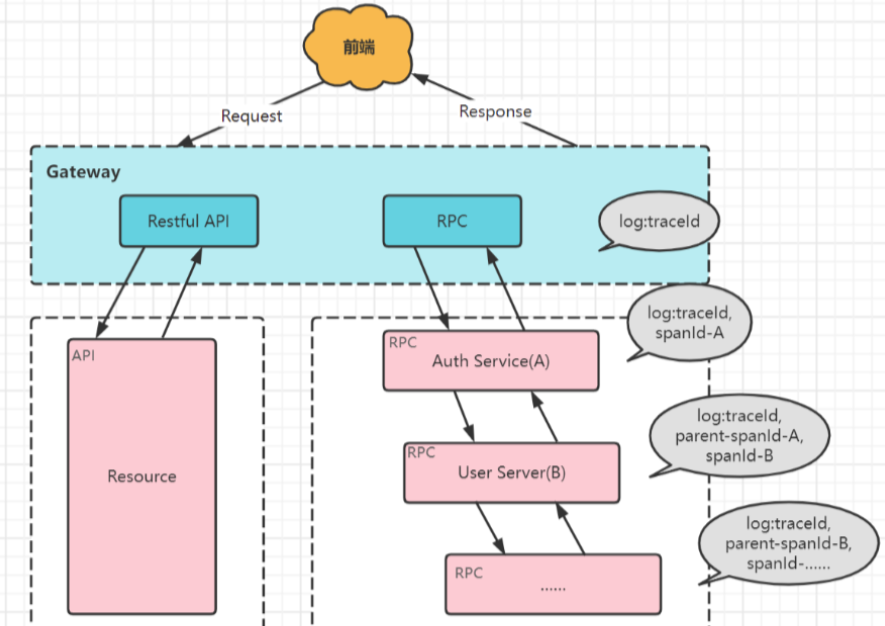 前端
Request
Response
Gateway
Restful API
RPC
log:traceId
log:traceId,
spanId-A
API
Resource
RPC
Auth Service(A)
log:traceId,
parent-spanId-A,
spanId-B
RPC
User Server(B)
log:traceId,
parent-spanId-B,
spanId-......
RPC
......